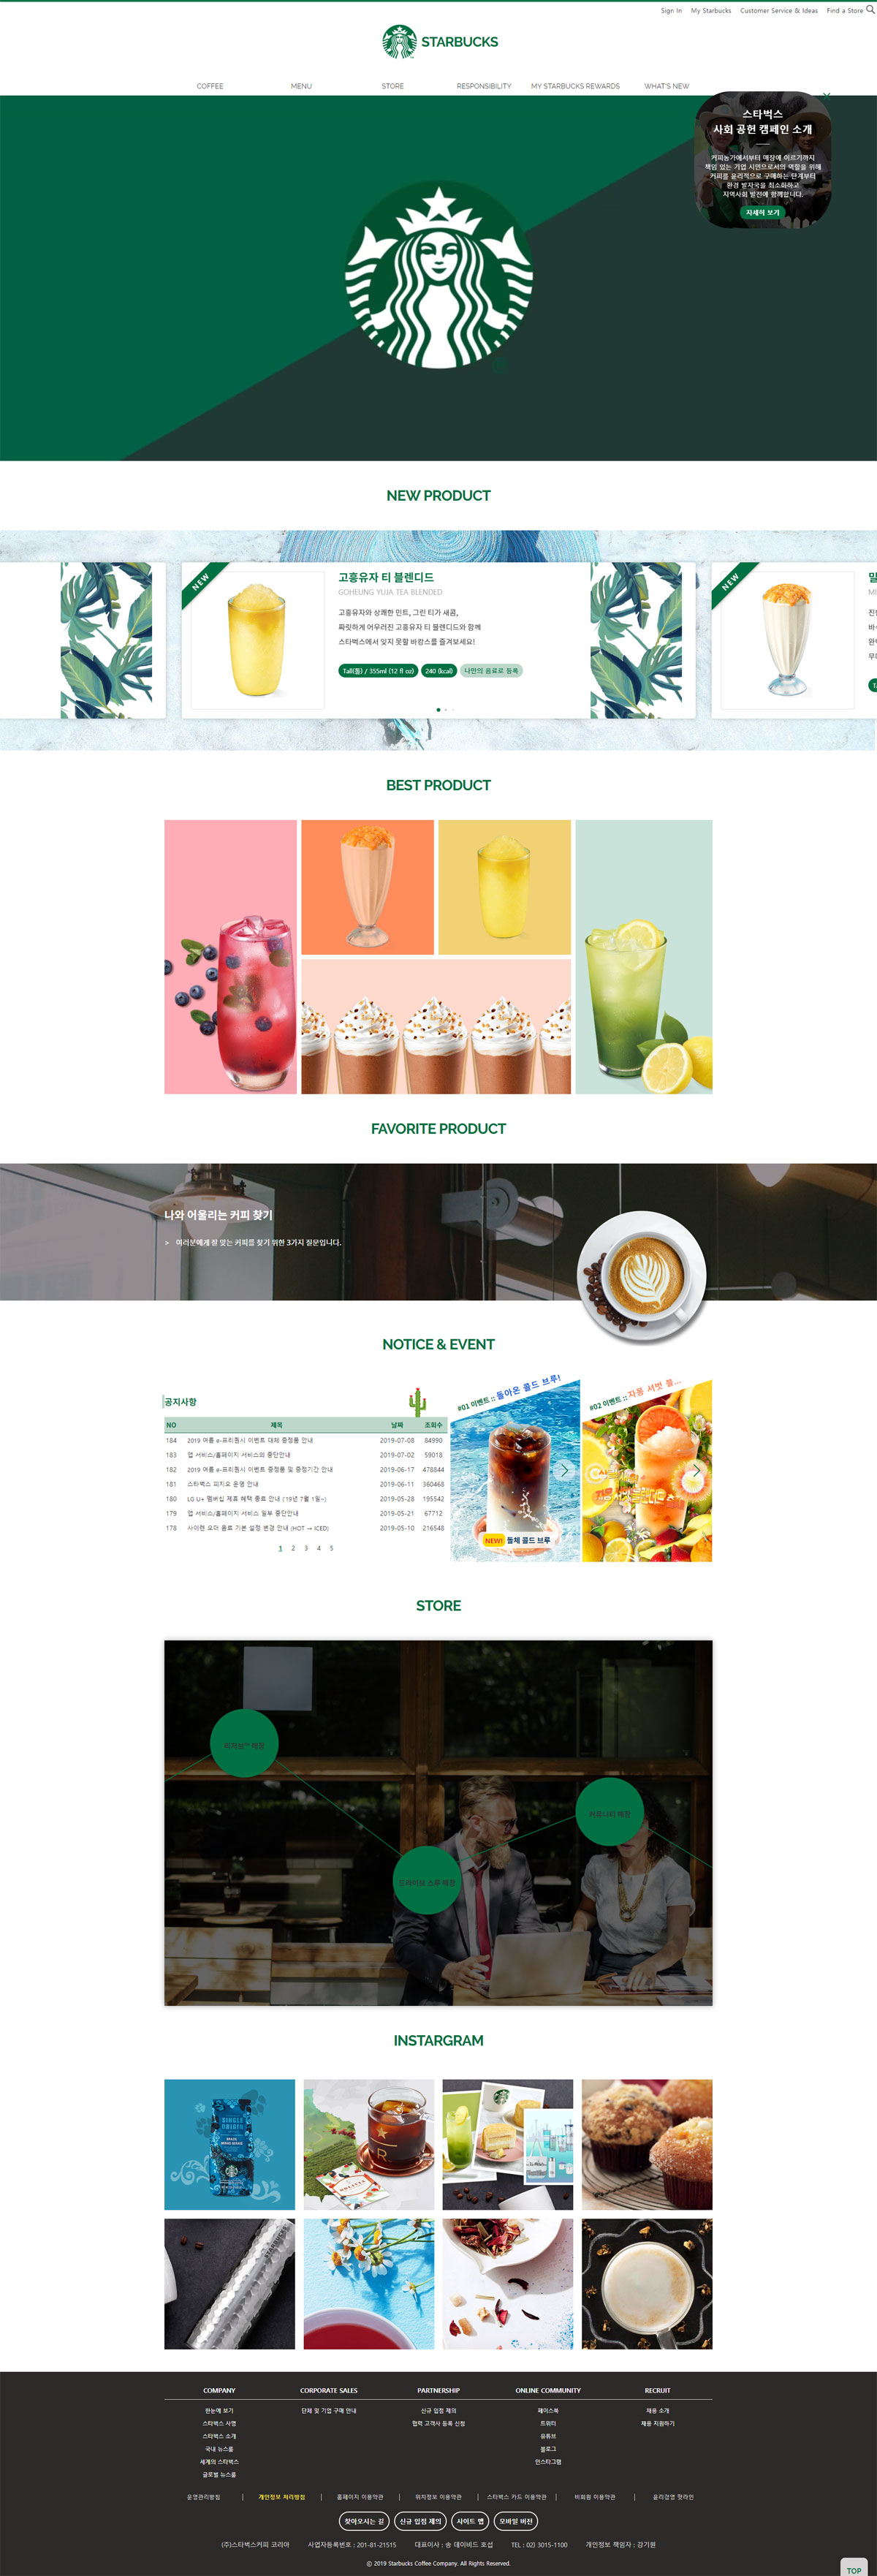 Sign In My Starbucks Customer Service & Ideas Find a Store
STARBUCKS
COFFEE MENU STORE RESPONSIBILITY MY STARBUCKS REWARDS WHAT'S NEW
스타벅스
사회 공헌 캠페인 소개
커피농가에서부터 매장에 이르기까지
책임 있는 기업 시민으로서의 역할을 위해
커피를 윤리적으로 구매하는 단계부터
환경 발자국을 최소화하고
지역사회 발전에 함께합니다.
자세히 보기
NEW PRODUCT
NEW
고흥유자 티 블렌디드
GOHEUNG YUJA TEA BLENDED
고흥유자와 상쾌한 민트, 그린 티가 새콤,
짜릿하게 어우러진 고흥유자 티 블렌디드와 함께
스타벅스에서 잊지 못할 바캉스를 즐겨보세요!
Tall(톨) / 355ml (12 fl oz) 240 (kcal) 나만의 음료로 등록
NEW
BEST PRODUCT
FAVORITE PRODUCT
나와 어울리는 커피 찾기
> 여러분에게 잘 맞는 커피를 찾기 위한 3가지 질문입니다.
NOTICE & EVENT
공지사항
NO 제목 날짜 조회수
184 2019 여름 e-프리퀀시 이벤트 대체 증정품 안내 2019-07-08 84990
183 앱 서비스/홈페이지 서비스의 중단안내 2019-07-02 59018
182 2019 여름 e-프리퀀시 이벤트 증정품 및 증정기간 안내 2019-06-17 478844
181 스타벅스 피지오 운영 안내 2019-06-11 360468
180 LG U+ 멤버십 제휴 혜택 종료 안내 ('19년 7월 1일~) 2019-05-28 195542
179 앱 서비스/홈페이지 서비스 일부 중단안내 2019-05-21 67712
178 사이렌 오더 음료 기본 설정 변경 안내 (HOT → ICED) 2019-05-10 216548
1 2 3 4 5
#01 이벤트 :: 돌아온 콜드 브루!
NEW! 돌체 콜드 브루
#02 이벤트 :: 자몽 셔벗 블...
STORE
리저브™ 매장
커뮤니티 매장
드라이브 스루 매장
INSTARGRAM
SINGLE
ORIGIN
R
STARBUCKS
COMPANY CORPORATE SALES PARTNERSHIP ONLINE COMMUNITY RECRUIT
한눈에 보기 단체 및 기업 구매 안내 신규 입점 제의 페이스북 채용 소개
스타벅스 사명 협력 고객사 등록 신청 트위터 채용 지원하기
스타벅스 소개 유튜브
국내 뉴스룸 블로그
세계의 스타벅스 인스타그램
글로벌 뉴스룸
운영관리방침 | 개인정보 처리방침 | 홈페이지 이용약관 | 위치정보 이용약관 | 스타벅스 카드 이용약관 | 비회원 이용약관 | 윤리경영 핫라인
찾아오시는 길 신규 입점 제의 사이트 맵 모바일 버전
(주)스타벅스커피 코리아 사업자등록번호 : 201-81-21515 대표이사 : 송 데이비드 호섭 TEL : 02) 3015-1100 개인정보 책임자 : 강기원
© 2019 Starbucks Coffee Company. All Rights Reserved.
TOP